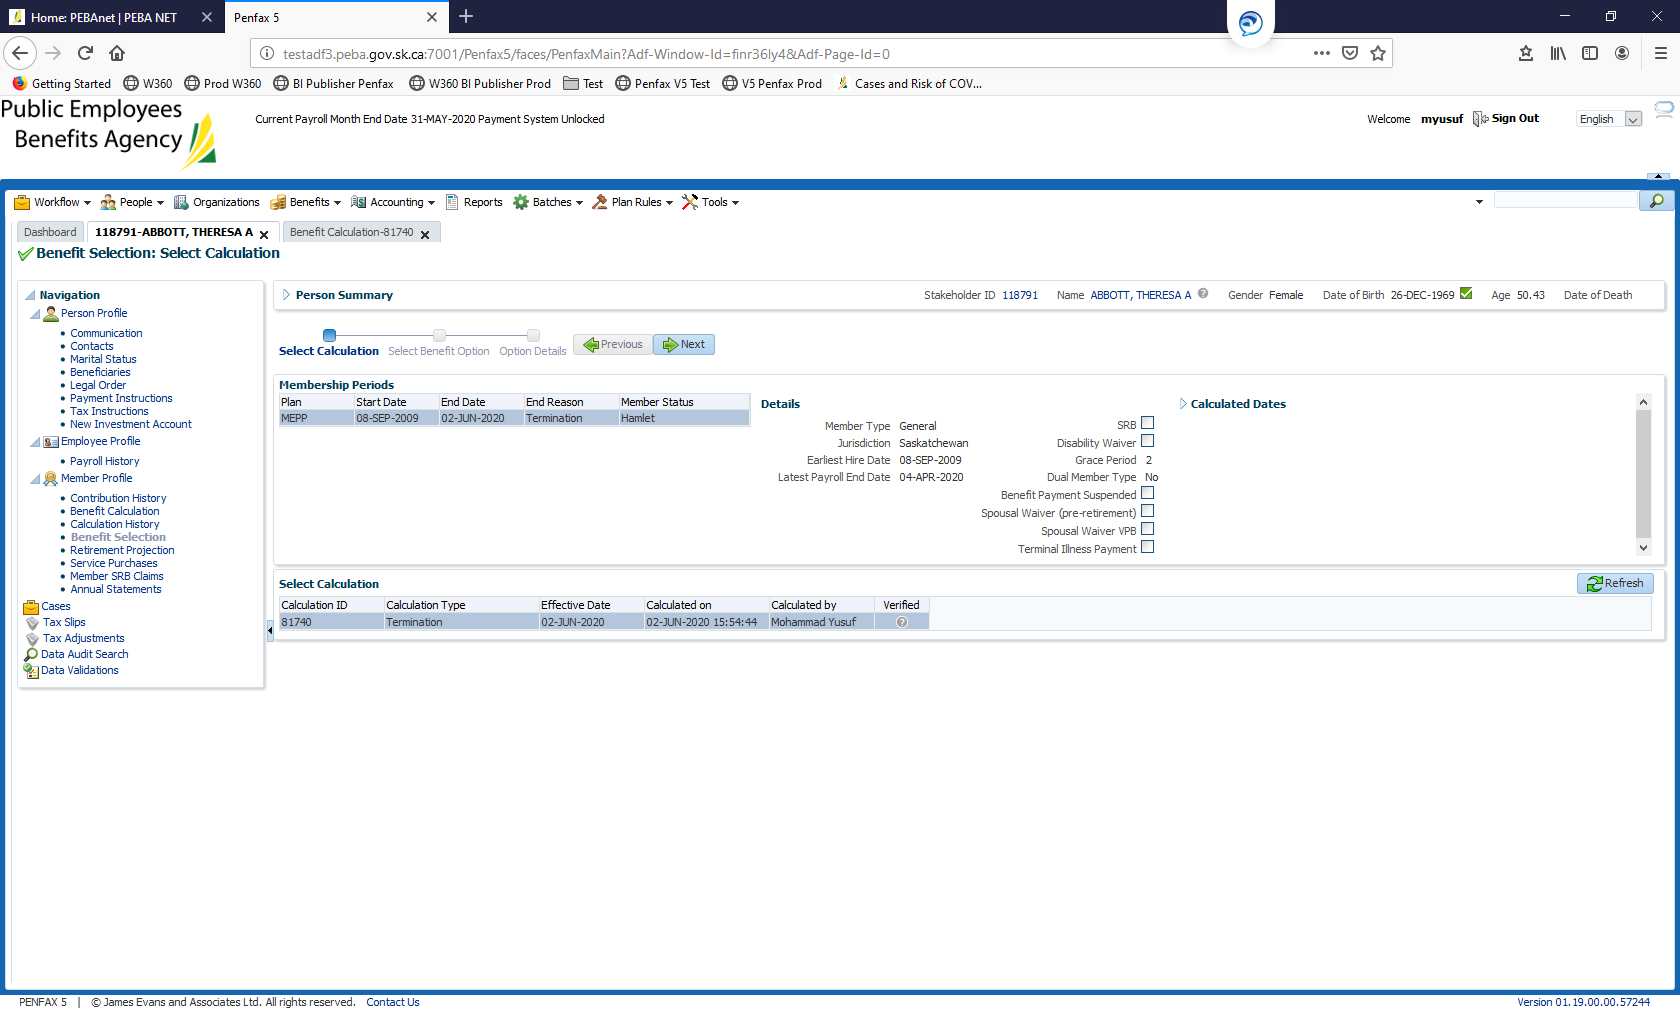 Home: PEBAnet | PEBA NET
Penfax 5
testadf3.peba.gov.sk.ca:7001/Penfax5/faces/PenfaxMain?Adf-Window-Id=finr36ly4&Adf-Page-Id=0
Getting Started W360 Prod W360 BI Publisher Penfax W360 BI Publisher Prod Test Penfax V5 Test V5 Penfax Prod Cases and Risk of COV...
Public Employees
Benefits Agency
Current Payroll Month End Date 31-MAY-2020 Payment System Unlocked
Welcome myusuf Sign Out English
Workflow People Organizations Benefits Accounting Reports Batches Plan Rules Tools
Dashboard 118791-ABBOTT, THERESA A Benefit Calculation-81740
Benefit Selection: Select Calculation
Navigation
Person Profile
Communication
Contacts
Marital Status
Beneficiaries
Legal Order
Payment Instructions
Tax Instructions
New Investment Account
Employee Profile
Payroll History
Member Profile
Contribution History
Benefit Calculation
Calculation History
Benefit Selection
Retirement Projection
Service Purchases
Member SRB Claims
Annual Statements
Cases
Tax Slips
Tax Adjustments
Data Audit Search
Data Validations
Person Summary Stakeholder ID 118791 Name ABBOTT, THERESA A Gender Female Date of Birth 26-DEC-1969 Age 50.43 Date of Death
Select Calculation Select Benefit Option Option Details Previous Next
Membership Periods
Plan Start Date End Date End Reason Member Status
MEPP 08-SEP-2009 02-JUN-2020 Termination Hamlet
Details
Member Type General
Jurisdiction Saskatchewan
Earliest Hire Date 08-SEP-2009
Latest Payroll End Date 04-APR-2020
SRB
Disability Waiver
Grace Period 2
Dual Member Type No
Benefit Payment Suspended
Spousal Waiver (pre-retirement)
Spousal Waiver VPB
Terminal Illness Payment
Calculated Dates
Select Calculation Refresh
Calculation ID Calculation Type Effective Date Calculated on Calculated by Verified
81740 Termination 02-JUN-2020 02-JUN-2020 15:54:44 Mohammad Yusuf
PENFAX 5 | © James Evans and Associates Ltd. All rights reserved. Contact Us
Version 01.19.00.00.57244